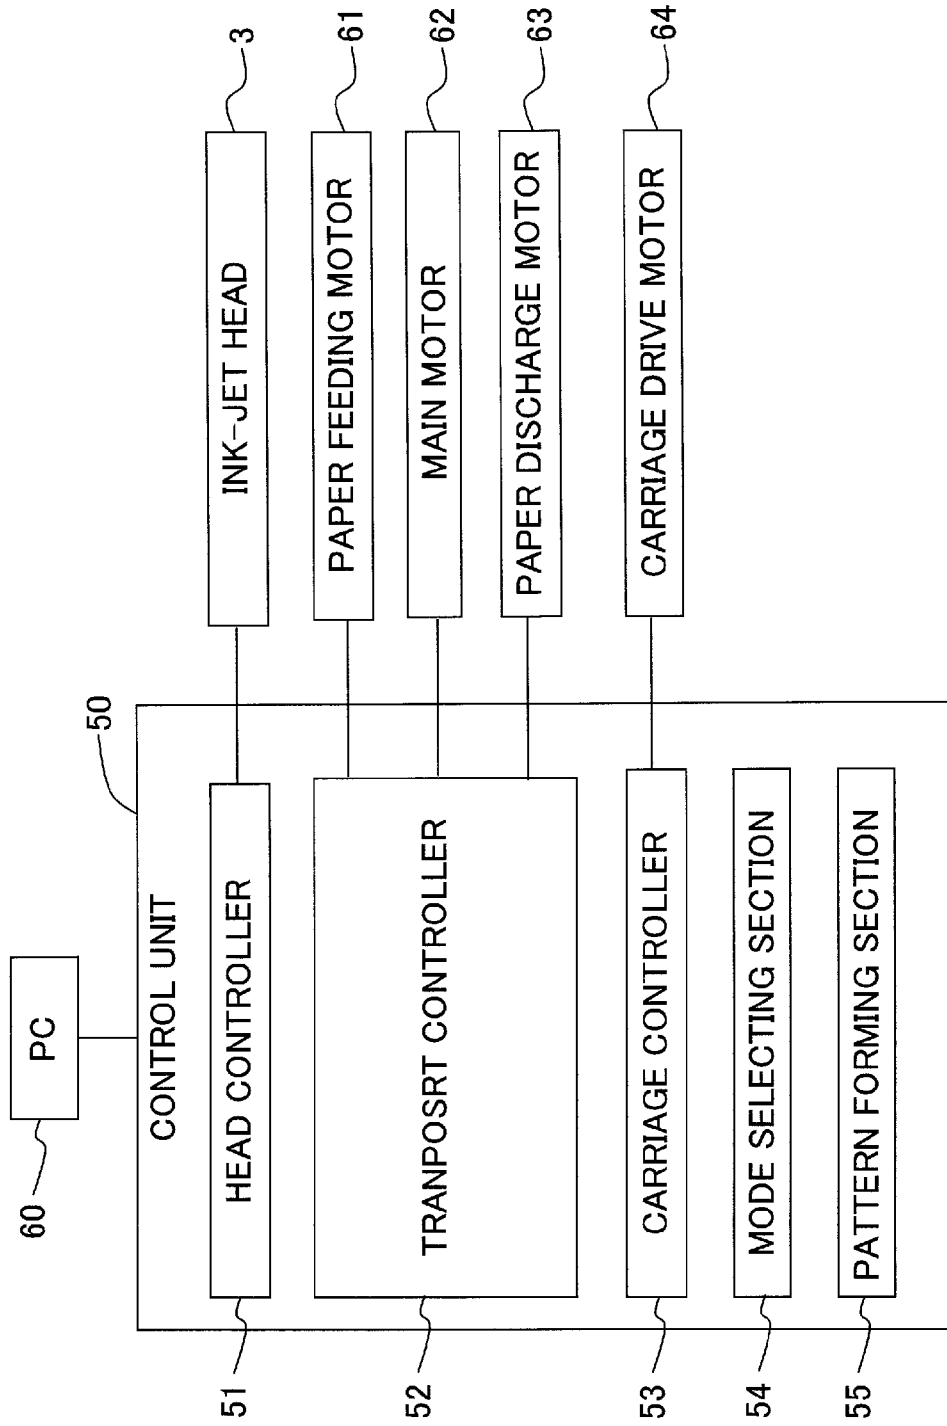 PC
60
50
CONTROL UNIT
HEAD CONTROLLER
51
INK-JET HEAD
3
TRANPOSRT CONTROLLER
52
PAPER FEEDING MOTOR
61
MAIN MOTOR
62
PAPER DISCHARGE MOTOR
63
CARRIAGE CONTROLLER
53
CARRIAGE DRIVE MOTOR
64
MODE SELECTING SECTION
54
PATTERN FORMING SECTION
55